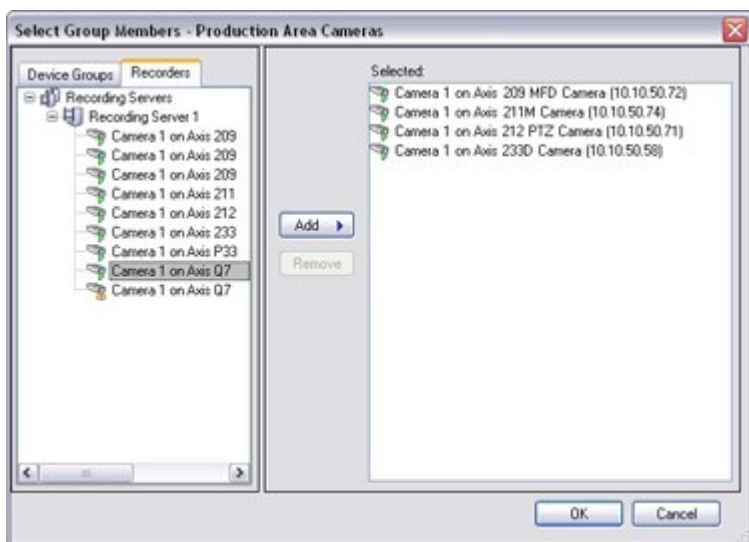 Select Group Members - Production Area Cameras
Device Groups
Recorders
Recording Servers
Recording Server 1
Camera 1 on Axis 209
Camera 1 on Axis 209
Camera 1 on Axis 209
Camera 1 on Axis 211
Camera 1 on Axis 212
Camera 1 on Axis 233
Camera 1 on Axis P33
Camera 1 on Axis Q7
Camera 1 on Axis Q7
Add
Remove
Selected:
Camera 1 on Axis 209 MFD Camera (10.10.50.72)
Camera 1 on Axis 211M Camera (10.10.50.74)
Camera 1 on Axis 212 PTZ Camera (10.10.50.71)
Camera 1 on Axis 233D Camera (10.10.50.58)
OK
Cancel